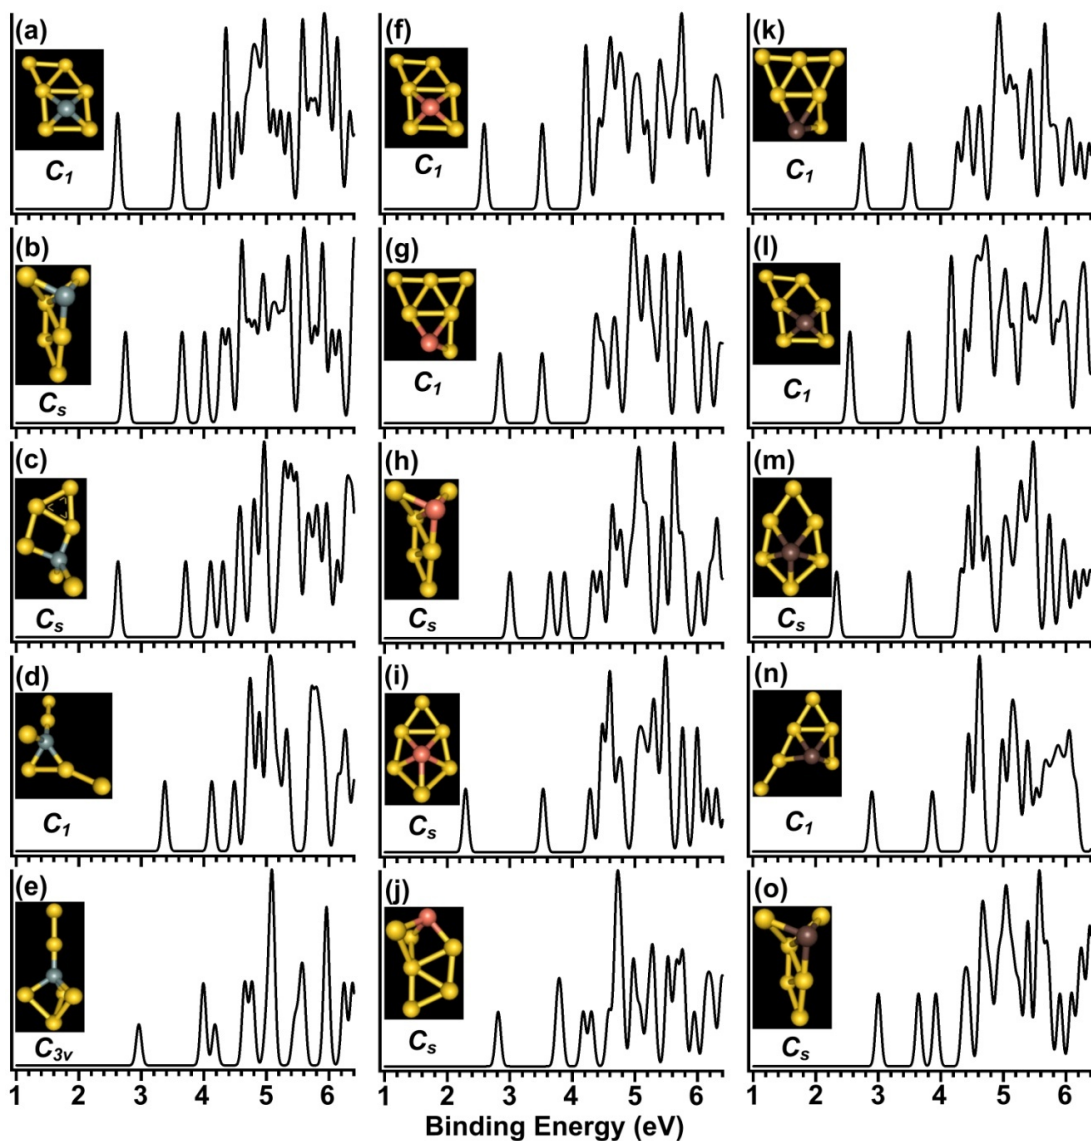 (a)
C1
(b)
Cs
(c)
Cs
(d)
C1
(e)
C3v
1 2 3 4 5 6
(f)
C1
(g)
C1
(h)
Cs
(i)
Cs
(j)
Cs
1 2 3 4 5 6
(k)
C1
(l)
C1
(m)
Cs
(n)
C1
(o)
Cs
1 2 3 4 5 6
Binding Energy (eV)